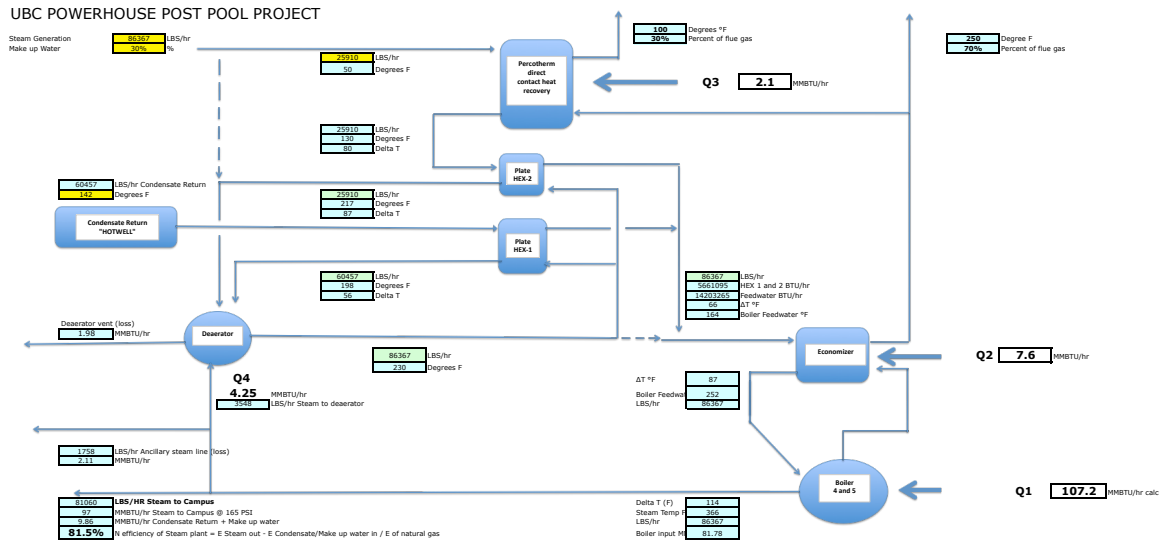 UBC POWERHOUSE POST POOL PROJECT
Steam Generation 86367 LBS/hr
Make up Water 30% %
25910 LBS/hr
50 Degrees F
Percotherm
direct
contact heat
recovery
100 Degrees °F
30% Percent of flue gas
250 Degree F
70% Percent of flue gas
Q3 2.1 MMBTU/hr
25910 LBS/hr
130 Degrees F
80 Delta T
Plate
HEX-2
60457 LBS/hr Condensate Return
142 Degrees F
25910 LBS/hr
217 Degrees F
87 Delta T
Condensate Return
"HOTWELL"
Plate
HEX-1
60457 LBS/hr
198 Degrees F
56 Delta T
86367 LBS/hr
5661095 HEX 1 and 2 BTU/hr
14203265 Feedwater BTU/hr
66 ΔT °F
164 Boiler Feedwater °F
Deaerator vent (loss)
1.98 MMBTU/hr
Deaerator
86367 LBS/hr
230 Degrees F
Economizer
Q2 7.6 MMBTU/hr
Q4
4.25 MMBTU/hr
3548 LBS/hr Steam to deaerator
ΔT °F 87
Boiler Feedwat 252
LBS/hr 86367
1758 LBS/hr Ancillary steam line (loss)
2.11 MMBTU/hr
Boiler
4 and 5
Q1 107.2 MMBTU/hr calc
81060 LBS/HR Steam to Campus
97 MMBTU/hr Steam to Campus @ 165 PSI
9.86 MMBTU/hr Condensate Return + Make up water
81.5% N efficiency of Steam plant = E Steam out - E Condensate/Make up water in / E of natural gas
Delta T (F) 114
Steam Temp F 366
LBS/hr 86367
Boiler input M 81.78